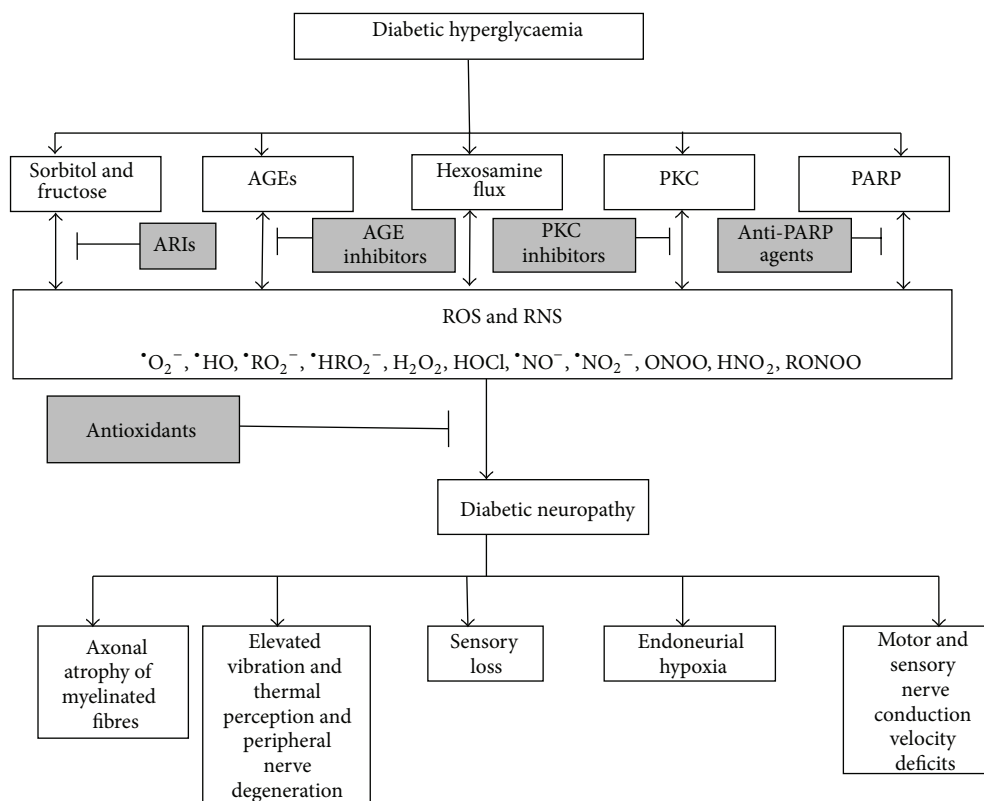 Diabetic hyperglycaemia
Sorbitol and
fructose
AGEs
Hexosamine
flux
PKC
PARP
ARIs
AGE
inhibitors
PKC
inhibitors
Anti-PARP
agents
ROS and RNS
•O₂⁻, •HO, •RO₂⁻, •HRO₂⁻, H₂O₂, HOCl, •NO⁻, •NO₂⁻, ONOO, HNO₂, RONOO
Antioxidants
Diabetic neuropathy
Axonal
atrophy of
myelinated
fibres
Elevated
vibration and
thermal
perception and
peripheral
nerve
degeneration
Sensory
loss
Endoneurial
hypoxia
Motor and
sensory
nerve
conduction
velocity
deficits